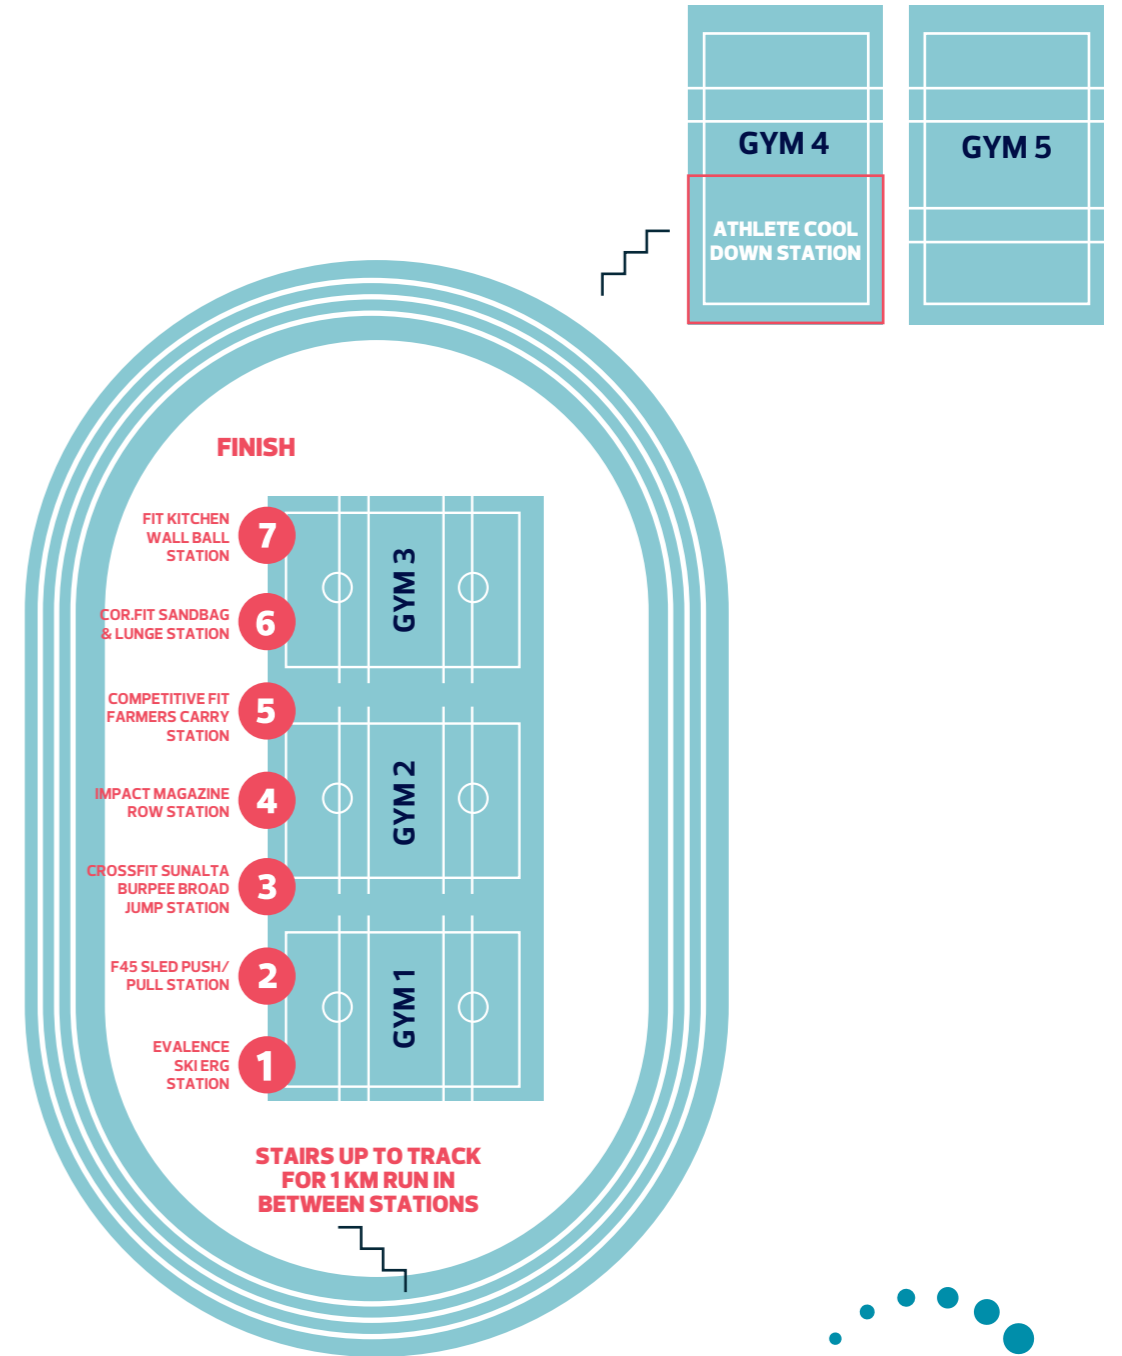 GYM 4
GYM 5
ATHLETE COOL
DOWN STATION
FINISH
FIT KITCHEN
WALL BALL
STATION
7
GYM 3
COR.FIT SANDBAG
& LUNGE STATION
6
COMPETITIVE FIT
FARMERS CARRY
STATION
5
IMPACT MAGAZINE
ROW STATION
4
GYM 2
CROSSFIT SUNALTA
BURPEE BROAD
JUMP STATION
3
F45 SLED PUSH/
PULL STATION
2
GYM 1
EVALENCE
SKI ERG
STATION
1
STAIRS UP TO TRACK
FOR 1 KM RUN IN
BETWEEN STATIONS